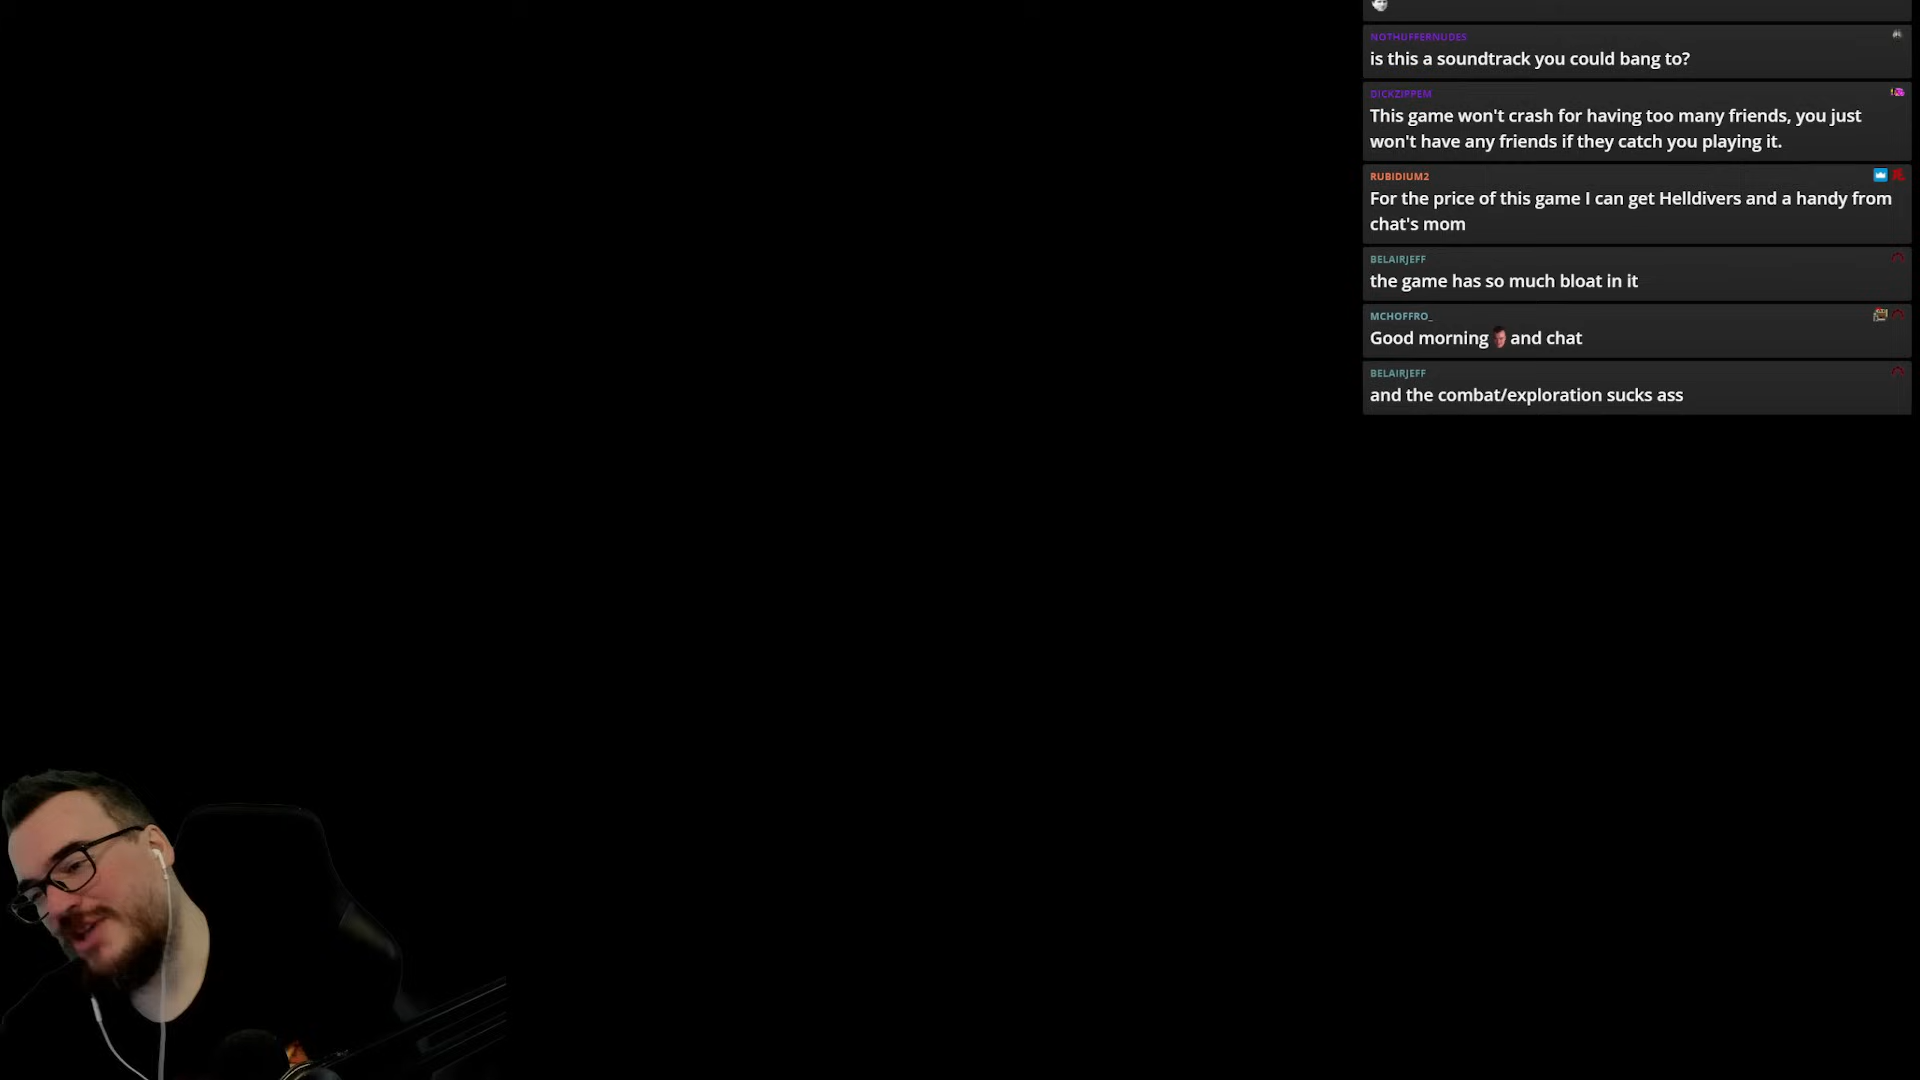 NOTHUFFERNUDES
is this a soundtrack you could bang to?
DICKZIPPEM
This game won't crash for having too many friends, you just
won't have any friends if they catch you playing it.
RUBIDIUM2
For the price of this game I can get Helldivers and a handy from
chat's mom
BELAIRJEFF
the game has so much bloat in it
MCHOFFRO_
Good morning and chat
BELAIRJEFF
and the combat/exploration sucks ass